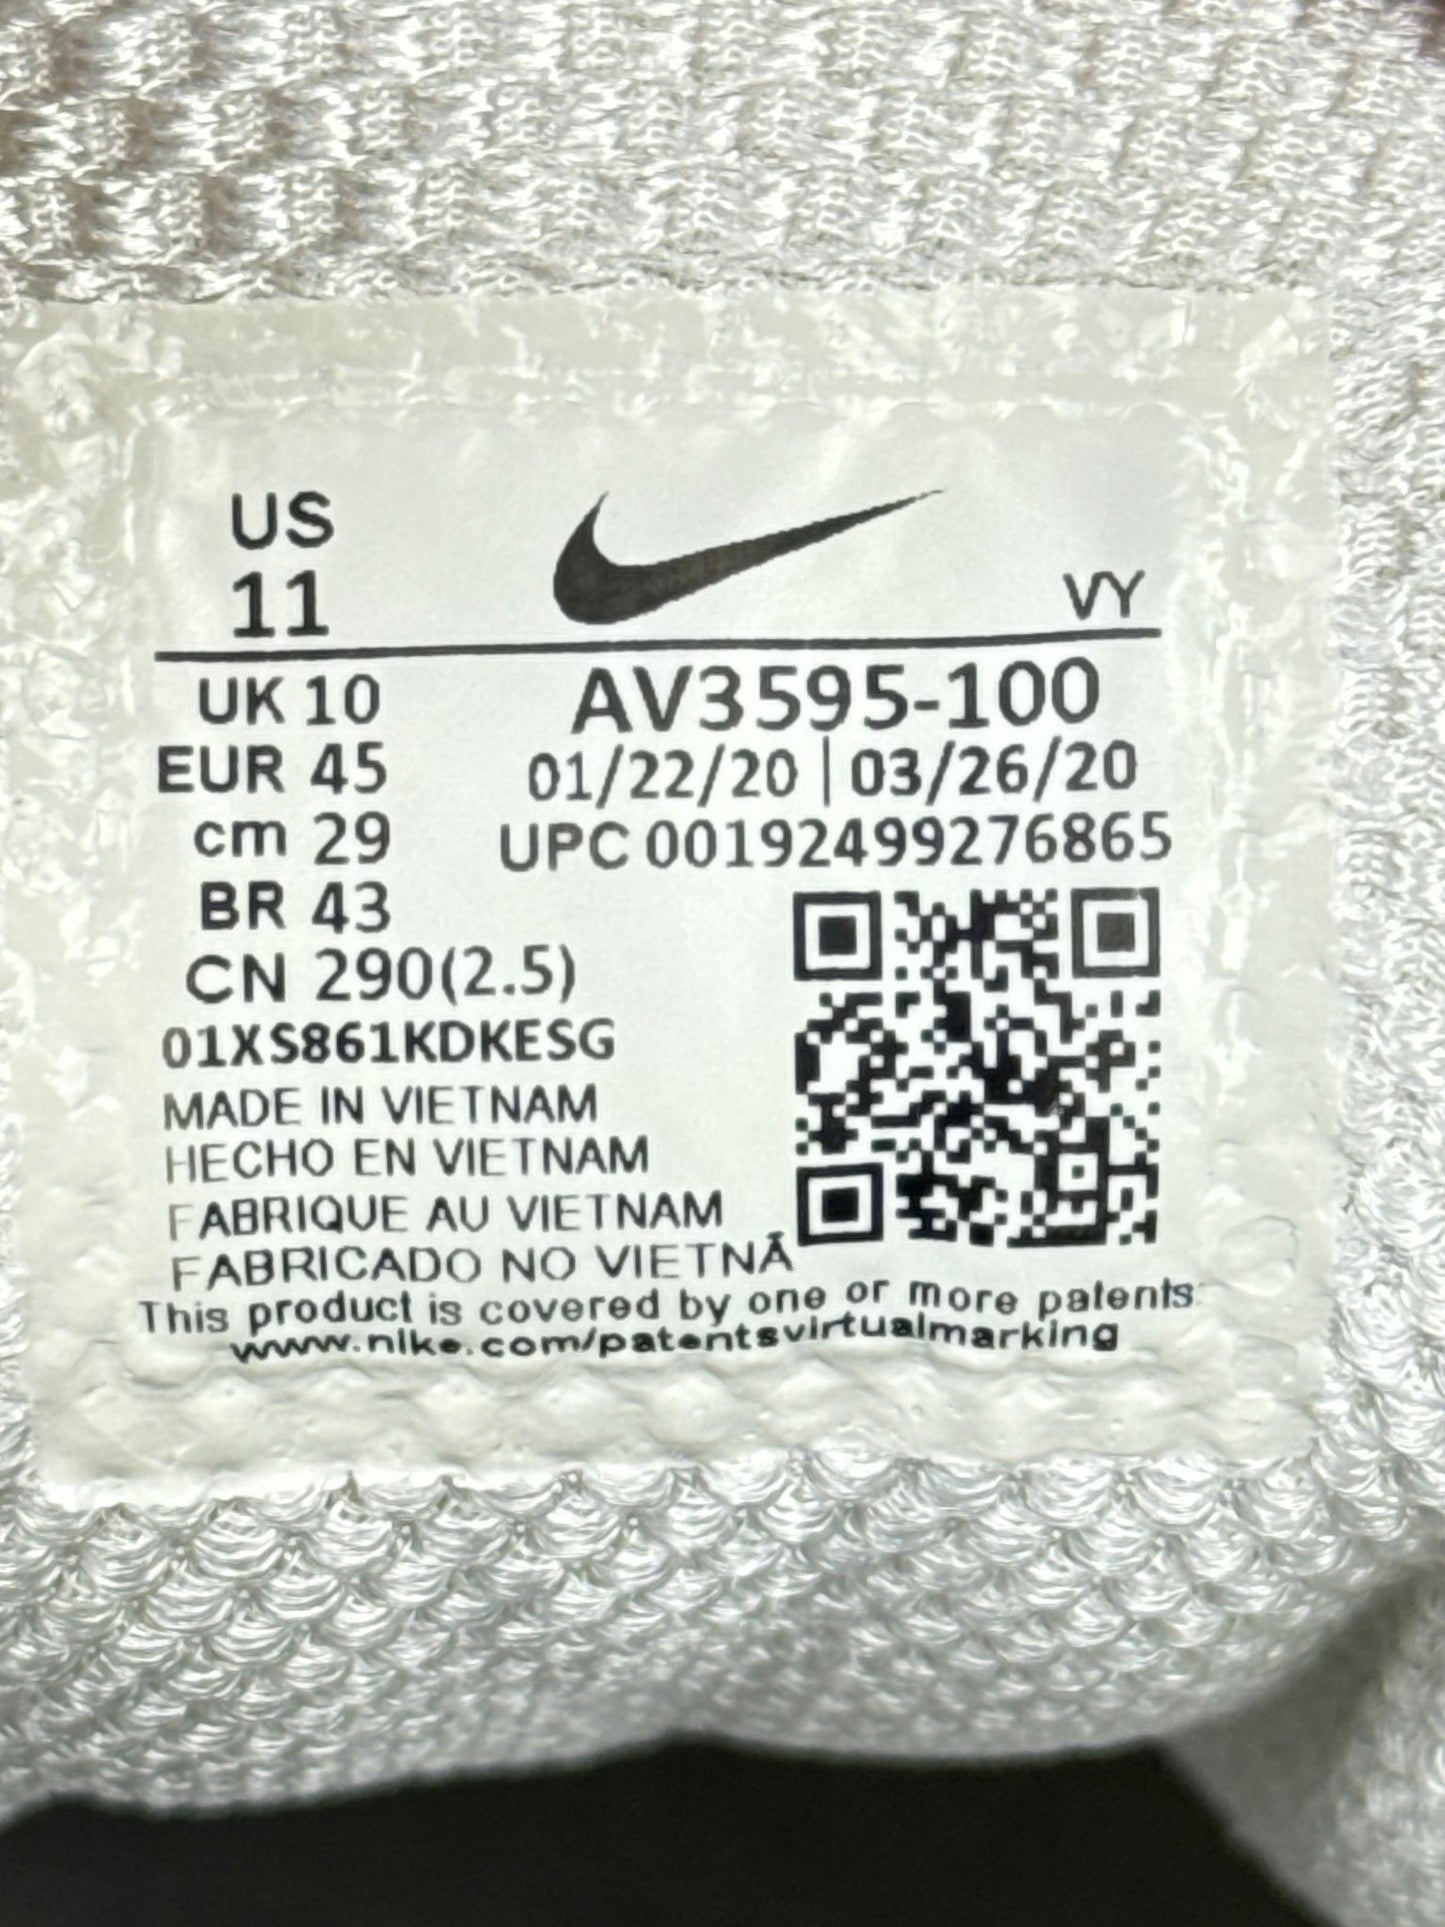 US
11
VY
UK 10
AV3595-100
EUR 45
01/22/20 | 03/26/20
cm 29
UPC 00192499276865
BR 43
CN 290(2.5)
01XS861KDKESG
MADE IN VIETNAM
HECHO EN VIETNAM
FABRIQUE AU VIETNAM
FABRICADO NO VIETNÃ
This product is covered by one or more patents:
www.nike.com/patentsvirtualmarking